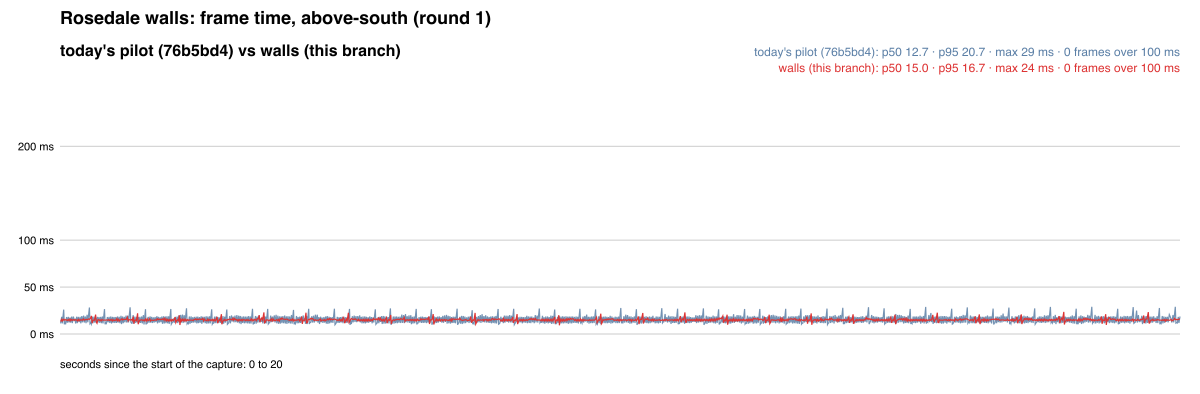 Rosedale walls: frame time, above-south (round 1)
today's pilot (76b5bd4) vs walls (this branch)
today's pilot (76b5bd4): p50 12.7 · p95 20.7 · max 29 ms · 0 frames over 100 ms
walls (this branch): p50 15.0 · p95 16.7 · max 24 ms · 0 frames over 100 ms
200 ms
100 ms
50 ms
0 ms
seconds since the start of the capture: 0 to 20